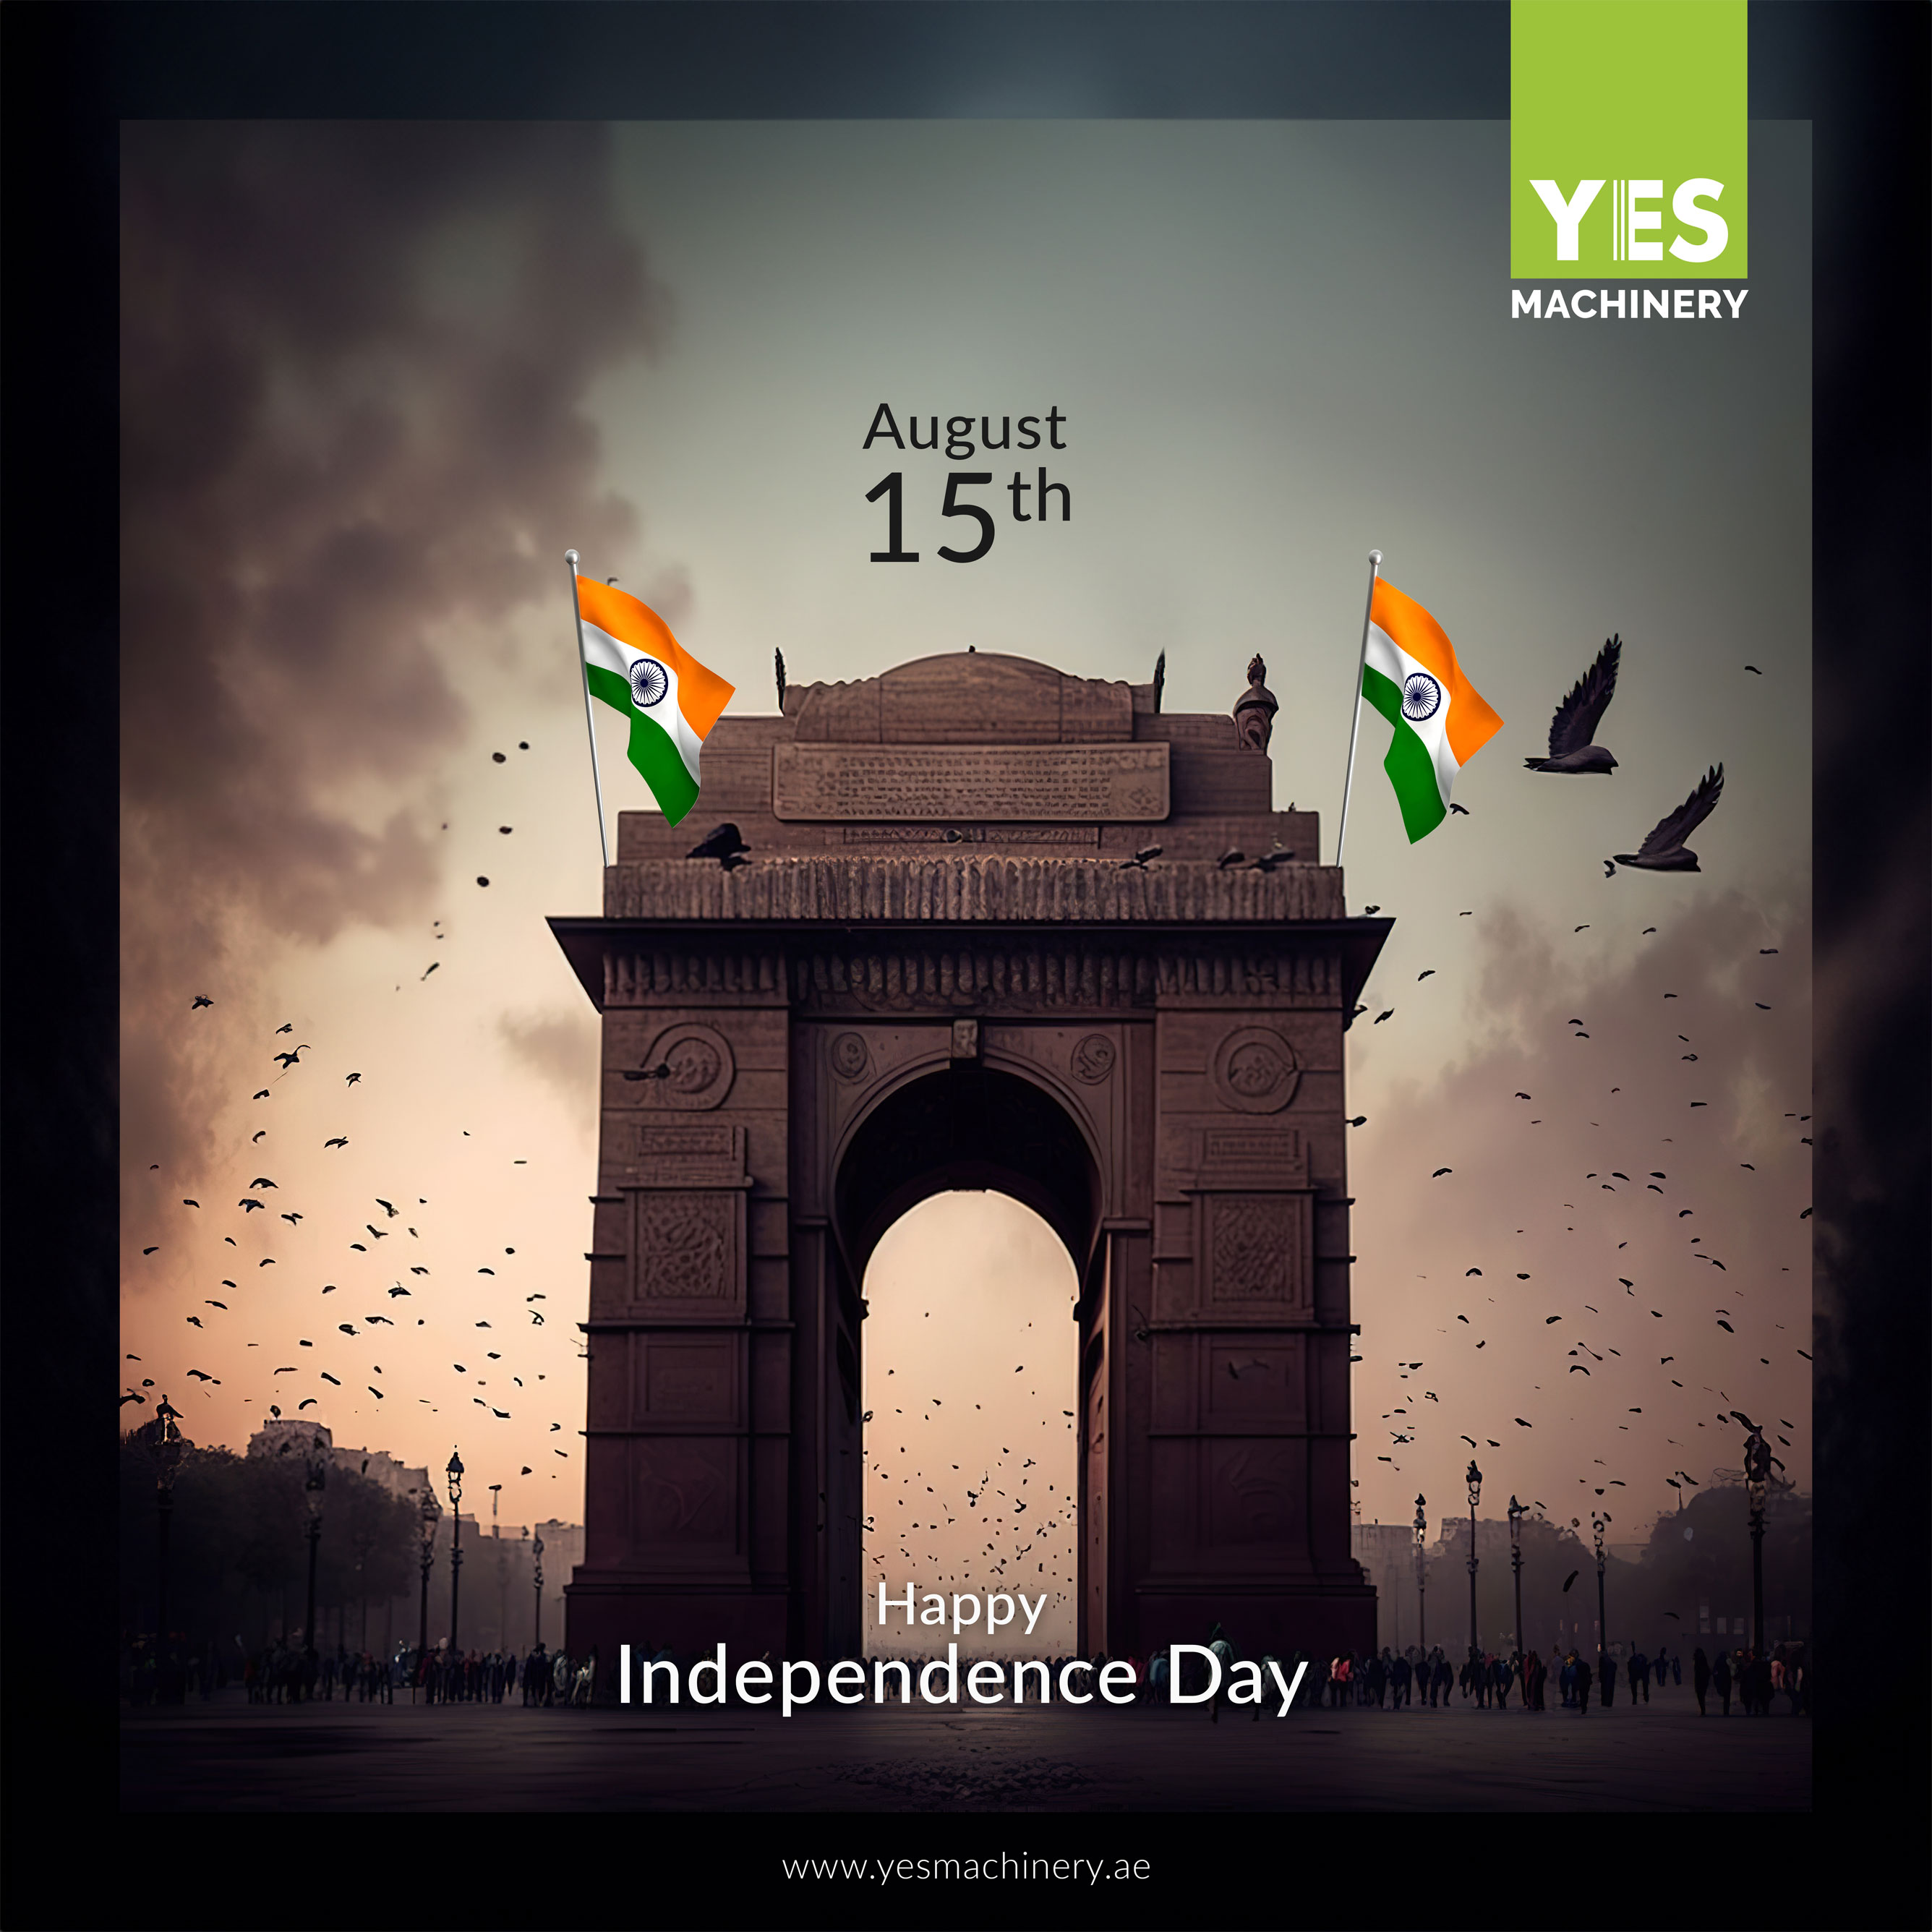 YES
MACHINERY
August
15th
Happy
Independence Day
www.yesmachinery.ae